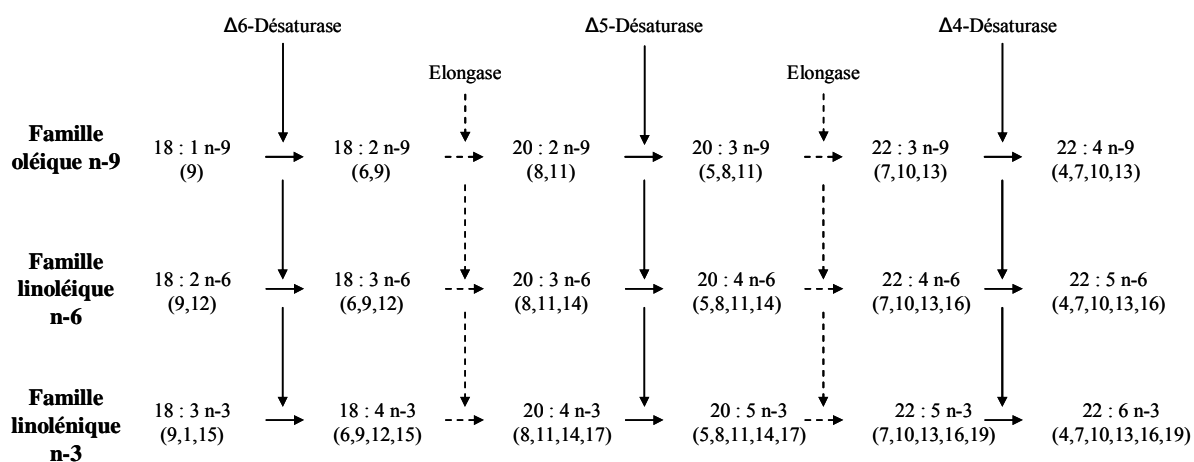 Δ6-Désaturase Δ5-Désaturase Δ4-Désaturase
Elongase Elongase
Famille
oléique n-9
18 : 1 n-9 18 : 2 n-9 20 : 2 n-9 20 : 3 n-9 22 : 3 n-9 22 : 4 n-9
(9) (6,9) (8,11) (5,8,11) (7,10,13) (4,7,10,13)
Famille
linoléique
n-6
18 : 2 n-6 18 : 3 n-6 20 : 3 n-6 20 : 4 n-6 22 : 4 n-6 22 : 5 n-6
(9,12) (6,9,12) (8,11,14) (5,8,11,14) (7,10,13,16) (4,7,10,13,16)
Famille
linolénique
n-3
18 : 3 n-3 18 : 4 n-3 20 : 4 n-3 20 : 5 n-3 22 : 5 n-3 22 : 6 n-3
(9,1,15) (6,9,12,15) (8,11,14,17) (5,8,11,14,17) (7,10,13,16,19) (4,7,10,13,16,19)